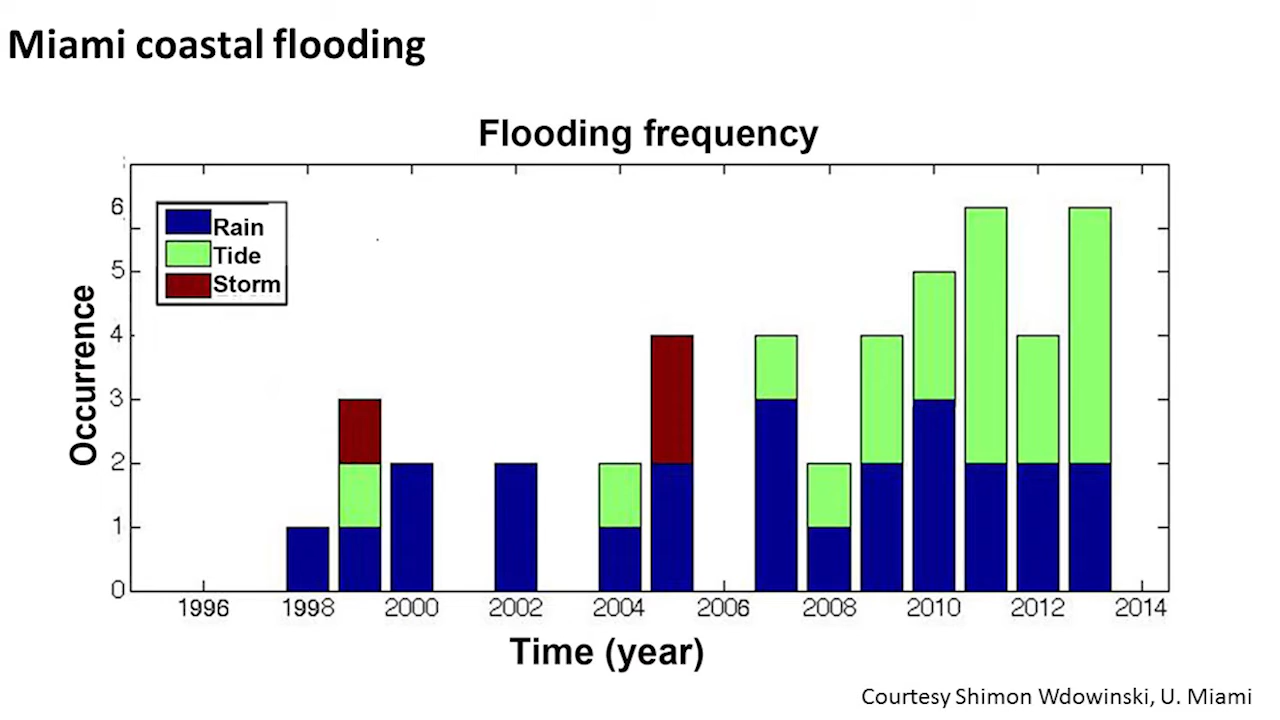 Miami coastal flooding
Flooding frequency
6
5
4
3
2
1
0
Rain
Tide
Storm
Occurrence
1996 1998 2000 2002 2004 2006 2008 2010 2012 2014
Time (year)
Courtesy Shimon Wdowinski, U. Miami